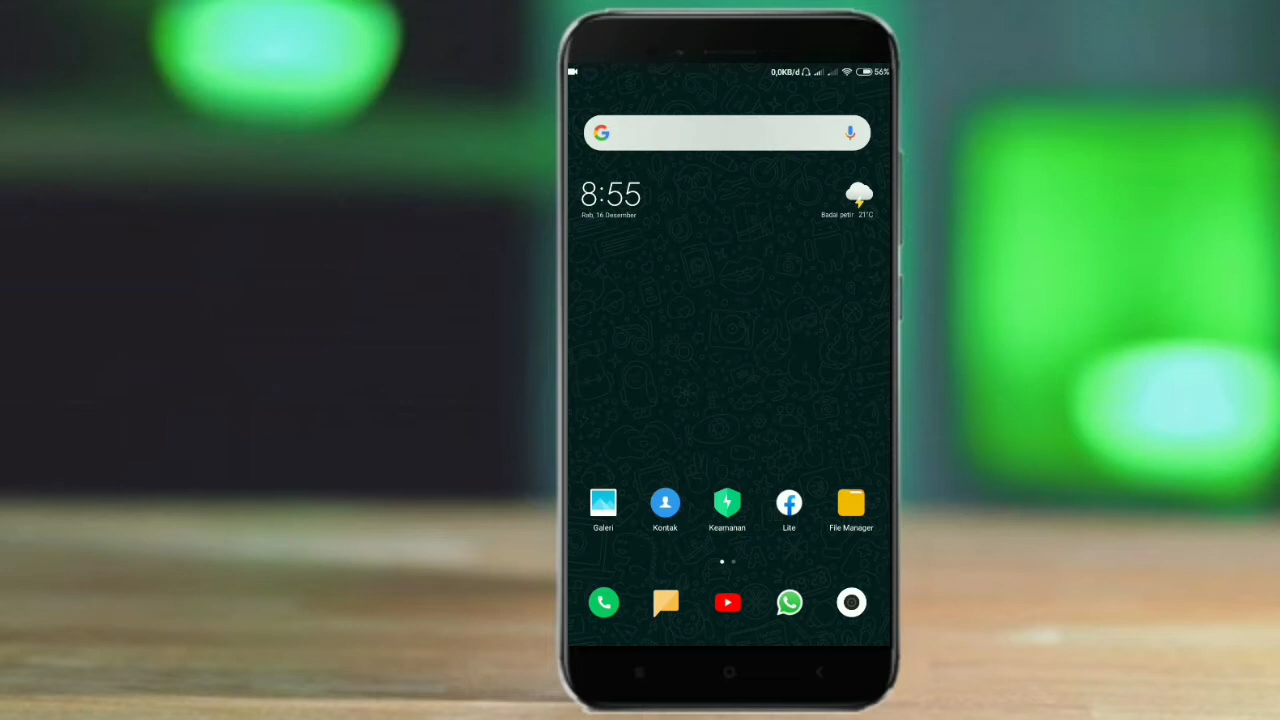 0,0KB/d 56%
8:55
Rab, 16 Desember
Badai petir 21°C
Galeri Kontak Keamanan Lite File Manager